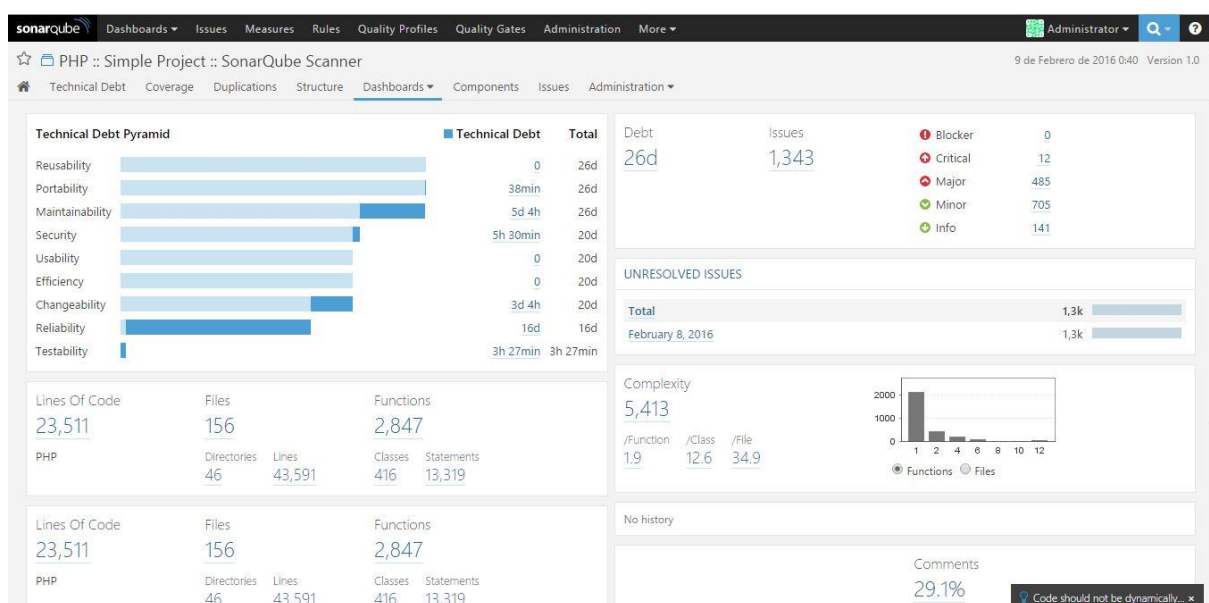 sonarqube Dashboards Issues Measures Rules Quality Profiles Quality Gates Administration More Administrator ?
PHP :: Simple Project :: SonarQube Scanner 9 de Febrero de 2016 0:40 Version 1.0
Technical Debt Coverage Duplications Structure Dashboards Components Issues Administration
Technical Debt Pyramid Technical Debt Total
Reusability 0 26d
Portability 38min 26d
Maintainability 5d 4h 26d
Security 5h 30min 20d
Usability 0 20d
Efficiency 0 20d
Changeability 3d 4h 20d
Reliability 16d 16d
Testability 3h 27min 3h 27min
Lines Of Code Files Functions
23,511 156 2,847
PHP Directories Lines Classes Statements
46 43,591 416 13,319
Lines Of Code Files Functions
23,511 156 2,847
PHP Directories Lines Classes Statements
46 43,591 416 13,319
Debt Issues
26d 1,343
Blocker 0
Critical 12
Major 485
Minor 705
Info 141
UNRESOLVED ISSUES
Total 1,3k
February 8, 2016 1,3k
Complexity
5,413
/Function /Class /File
1.9 12.6 34.9
2000
1000
0
1 2 4 6 8 10 12
Functions Files
No history
Comments
29.1%
Code should not be dynamically... x